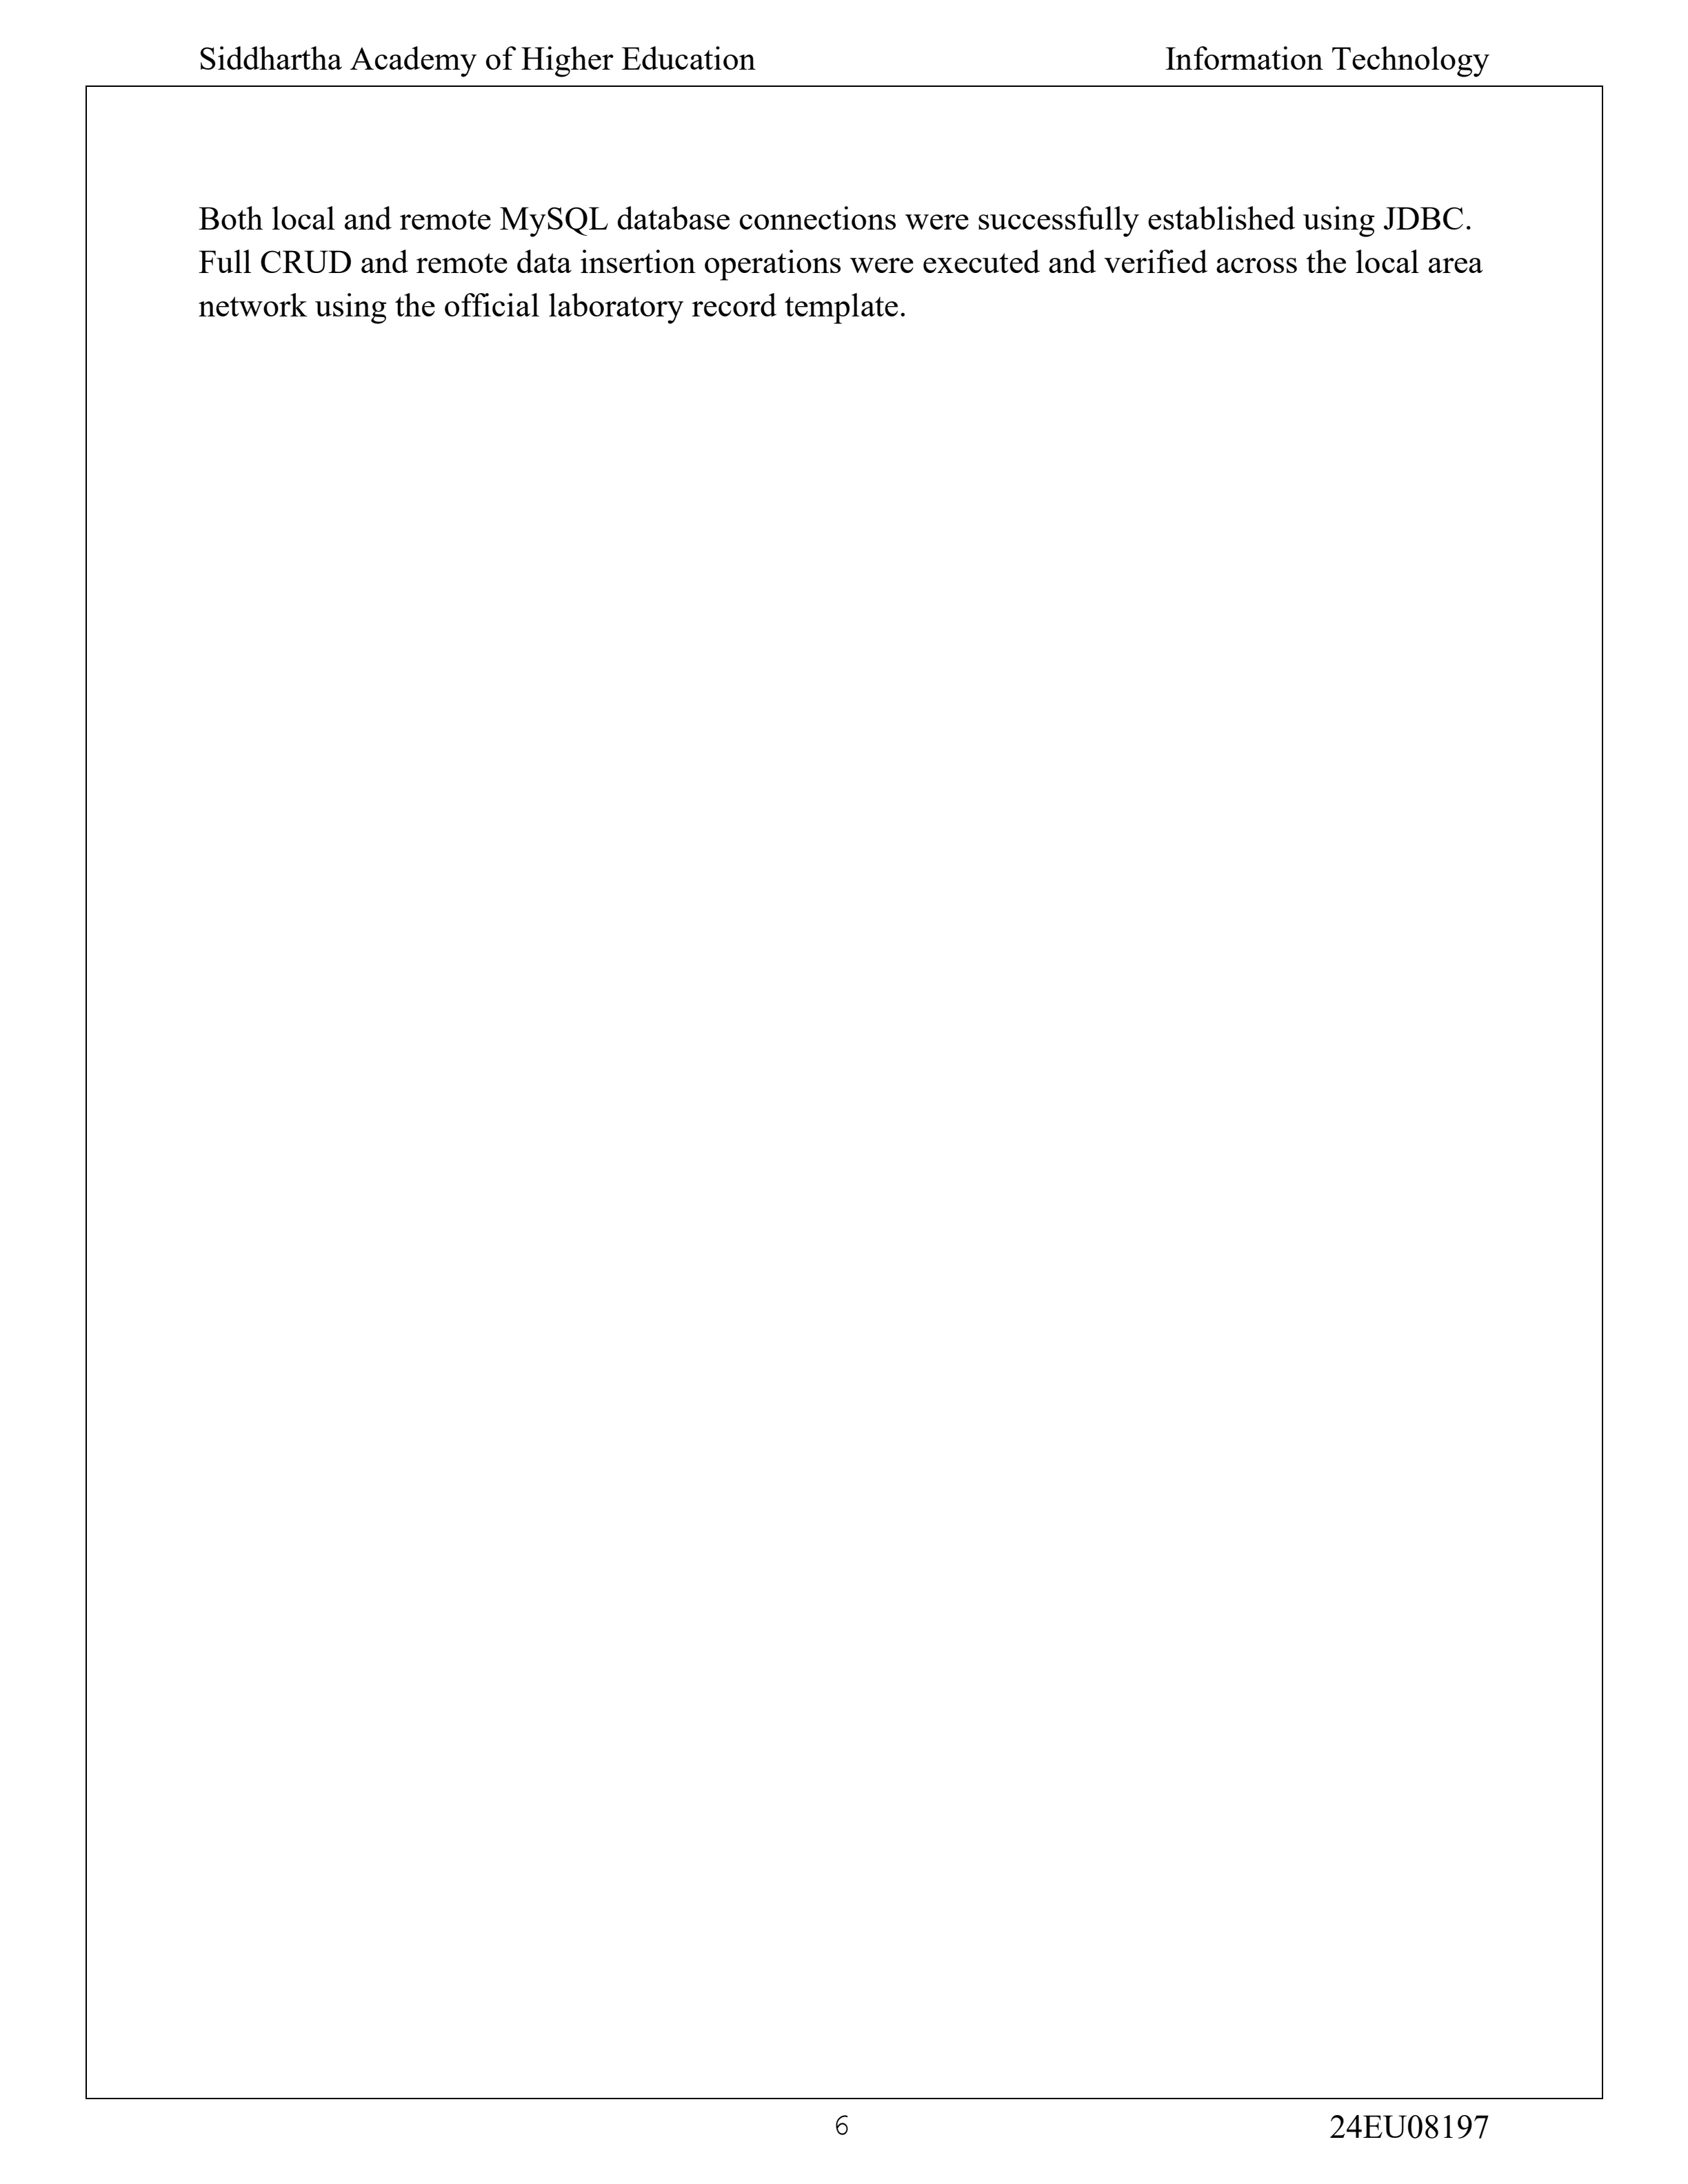 Siddhartha Academy of Higher Education Information Technology
Both local and remote MySQL database connections were successfully established using JDBC.
Full CRUD and remote data insertion operations were executed and verified across the local area
network using the official laboratory record template.
6 24EU08197